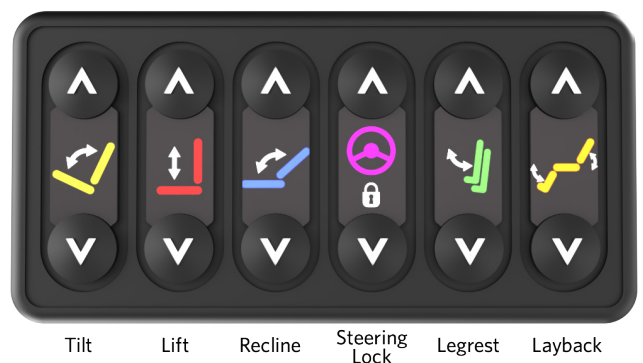 Tilt
Lift
Recline
Steering
Lock
Legrest
Layback